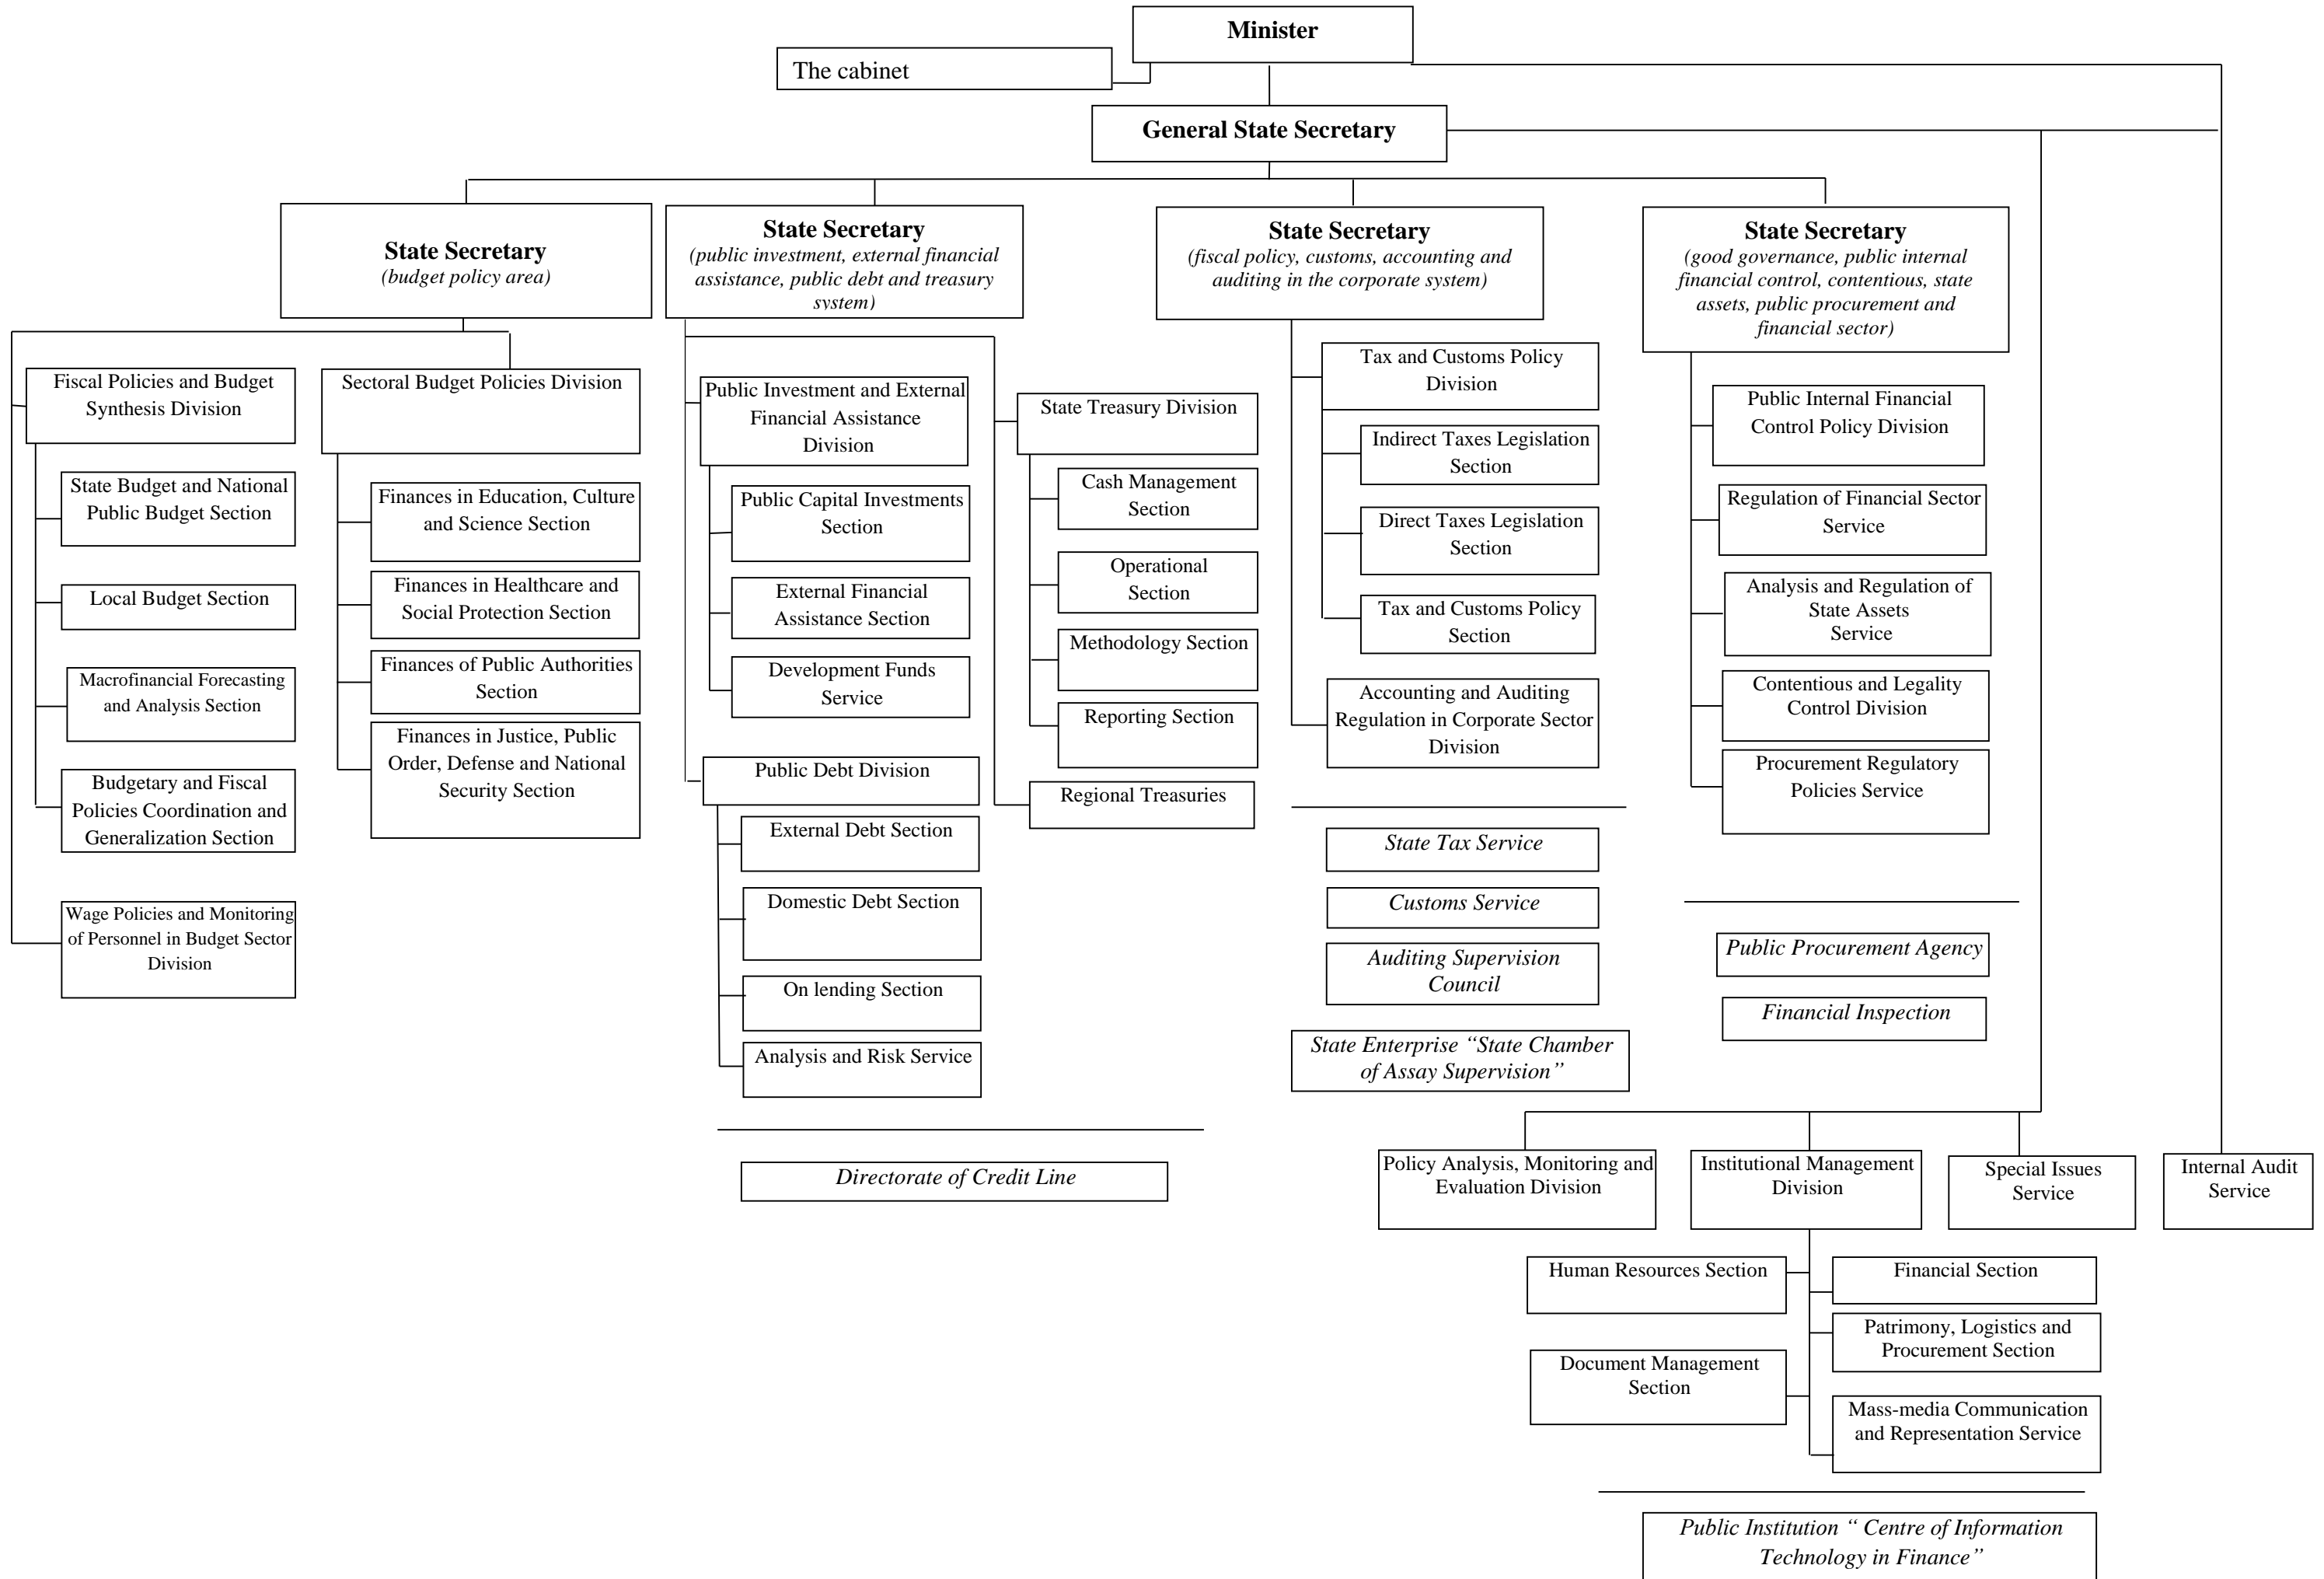 Minister
The cabinet
General State Secretary
State Secretary
(budget policy area)
State Secretary
(public investment, external financial
assistance, public debt and treasury
system)
State Secretary
(fiscal policy, customs, accounting and
auditing in the corporate system)
State Secretary
(good governance, public internal
financial control, contentious, state
assets, public procurement and
financial sector)
Fiscal Policies and Budget
Synthesis Division
State Budget and National
Public Budget Section
Local Budget Section
Macrofinancial Forecasting
and Analysis Section
Budgetary and Fiscal
Policies Coordination and
Generalization Section
Wage Policies and Monitoring
of Personnel in Budget Sector
Division
Sectoral Budget Policies Division
Finances in Education, Culture
and Science Section
Finances in Healthcare and
Social Protection Section
Finances of Public Authorities
Section
Finances in Justice, Public
Order, Defense and National
Security Section
Public Investment and External
Financial Assistance
Division
Public Capital Investments
Section
External Financial
Assistance Section
Development Funds
Service
Public Debt Division
External Debt Section
Domestic Debt Section
On lending Section
Analysis and Risk Service
Directorate of Credit Line
State Treasury Division
Cash Management
Section
Operational
Section
Methodology Section
Reporting Section
Regional Treasuries
Tax and Customs Policy
Division
Indirect Taxes Legislation
Section
Direct Taxes Legislation
Section
Tax and Customs Policy
Section
Accounting and Auditing
Regulation in Corporate Sector
Division
State Tax Service
Customs Service
Auditing Supervision
Council
State Enterprise “State Chamber
of Assay Supervision”
Public Internal Financial
Control Policy Division
Regulation of Financial Sector
Service
Analysis and Regulation of
State Assets
Service
Contentious and Legality
Control Division
Procurement Regulatory
Policies Service
Public Procurement Agency
Financial Inspection
Policy Analysis, Monitoring and
Evaluation Division
Institutional Management
Division
Special Issues
Service
Internal Audit
Service
Human Resources Section
Document Management
Section
Financial Section
Patrimony, Logistics and
Procurement Section
Mass-media Communication
and Representation Service
Public Institution “ Centre of Information
Technology in Finance”